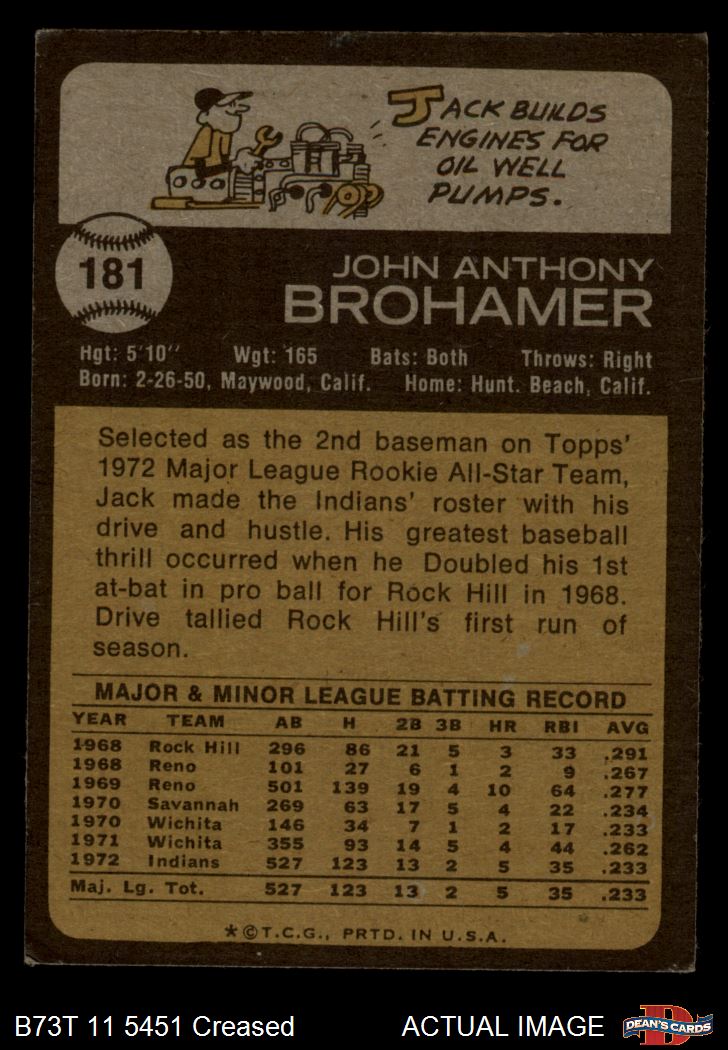 JACK BUILDS
ENGINES FOR
OIL WELL
PUMPS.
181
JOHN ANTHONY
BROHAMER
Hgt: 5'10" Wgt: 165 Bats: Both Throws: Right
Born: 2-26-50, Maywood, Calif. Home: Hunt. Beach, Calif.
Selected as the 2nd baseman on Topps'
1972 Major League Rookie All-Star Team,
Jack made the Indians' roster with his
drive and hustle. His greatest baseball
thrill occurred when he Doubled his 1st
at-bat in pro ball for Rock Hill in 1968.
Drive tallied Rock Hill's first run of
season.
MAJOR & MINOR LEAGUE BATTING RECORD
YEAR TEAM AB H 2B 3B HR RBI AVG
1968 Rock Hill 296 86 21 5 3 33 .291
1968 Reno 101 27 6 1 2 9 .267
1969 Reno 501 139 19 4 10 64 .277
1970 Savannah 269 63 17 5 4 22 .234
1970 Wichita 146 34 7 1 2 17 .233
1971 Wichita 355 93 14 5 4 44 .262
1972 Indians 527 123 13 2 5 35 .233
Maj. Lg. Tot. 527 123 13 2 5 35 .233
*©T.C.G., PRTD. IN U.S.A.
B73T 11 5451 Creased ACTUAL IMAGE
D
DEAN'S CARDS